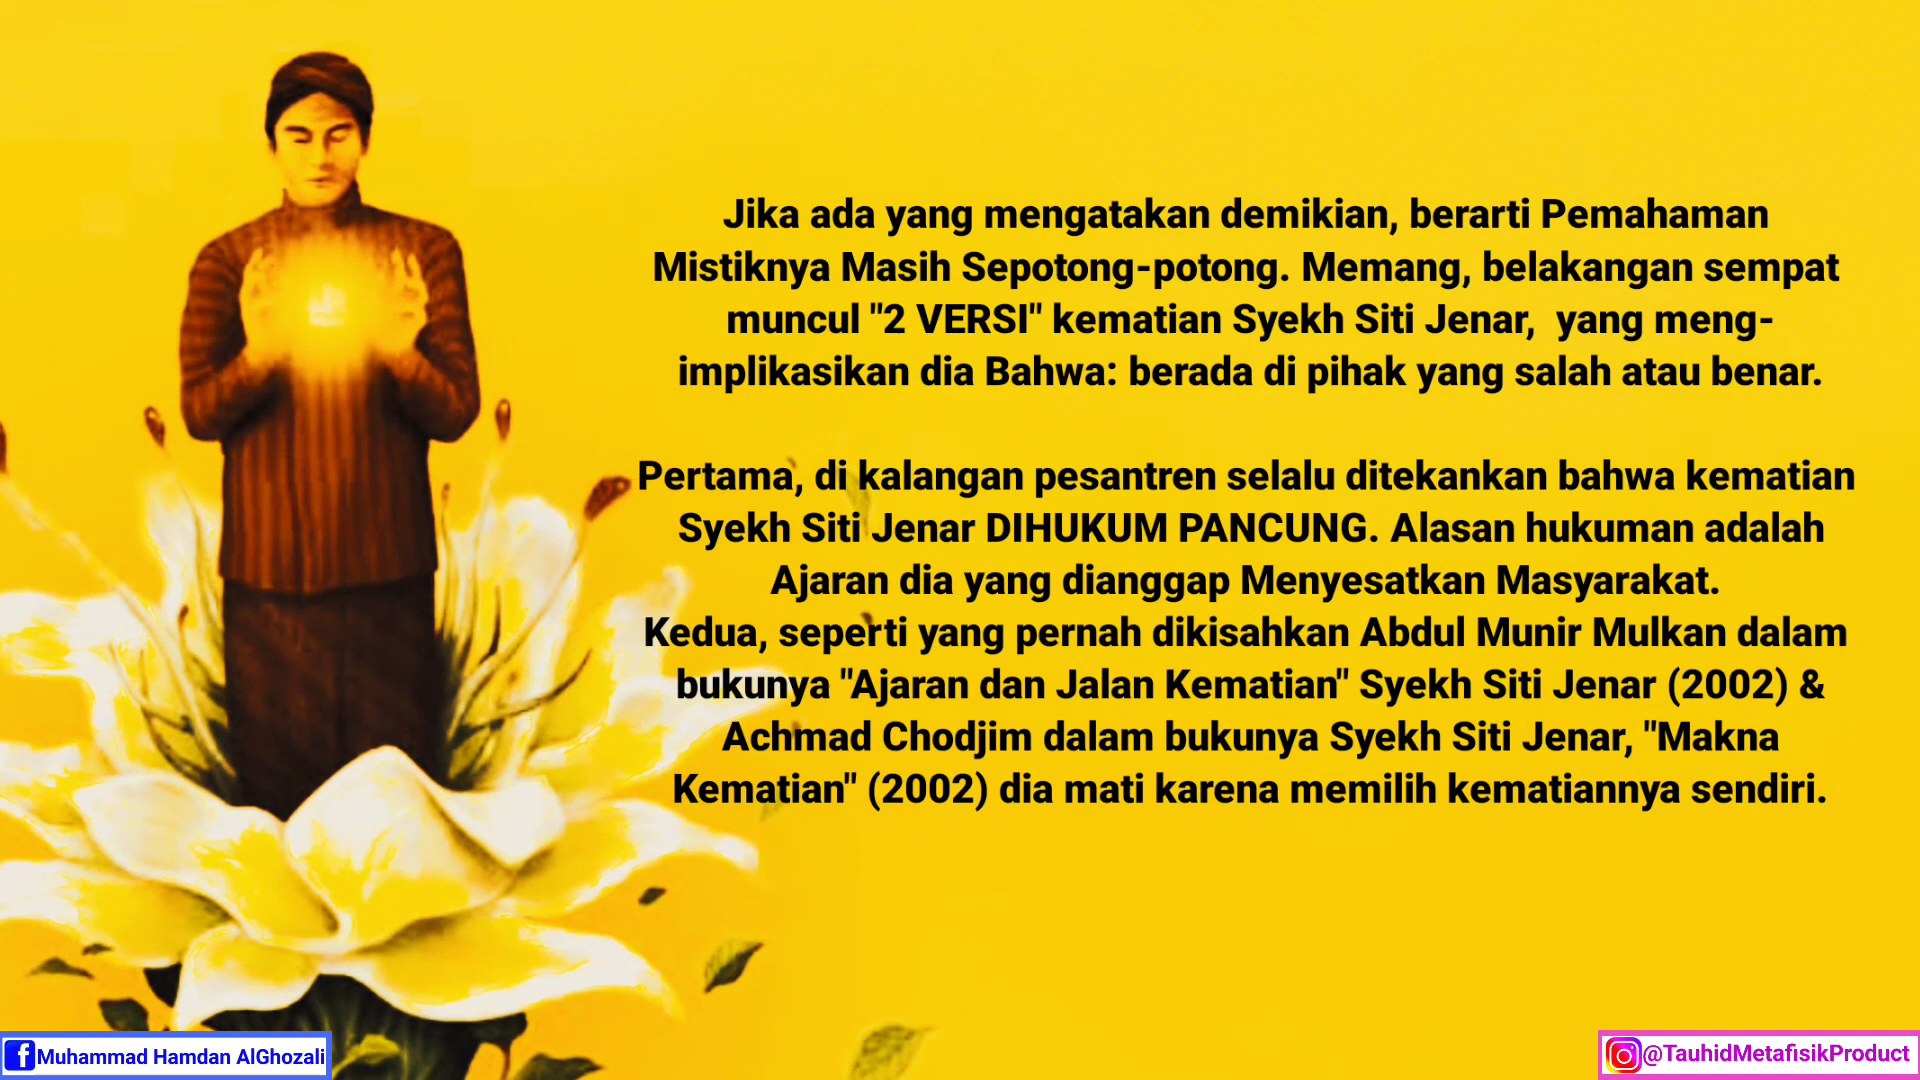 Jika ada yang mengatakan demikian, berarti Pemahaman
Mistiknya Masih Sepotong-potong. Memang, belakangan sempat
muncul "2 VERSI" kematian Syekh Siti Jenar,  yang meng-
implikasikan dia Bahwa: berada di pihak yang salah atau benar.
Pertama, di kalangan pesantren selalu ditekankan bahwa kematian
Syekh Siti Jenar DIHUKUM PANCUNG. Alasan hukuman adalah
Ajaran dia yang dianggap Menyesatkan Masyarakat.
Kedua, seperti yang pernah dikisahkan Abdul Munir Mulkan dalam
bukunya "Ajaran dan Jalan Kematian" Syekh Siti Jenar (2002) &
Achmad Chodjim dalam bukunya Syekh Siti Jenar, "Makna
Kematian" (2002) dia mati karena memilih kematiannya sendiri.
Muhammad Hamdan AlGhozali
@TauhidMetafisikProduct